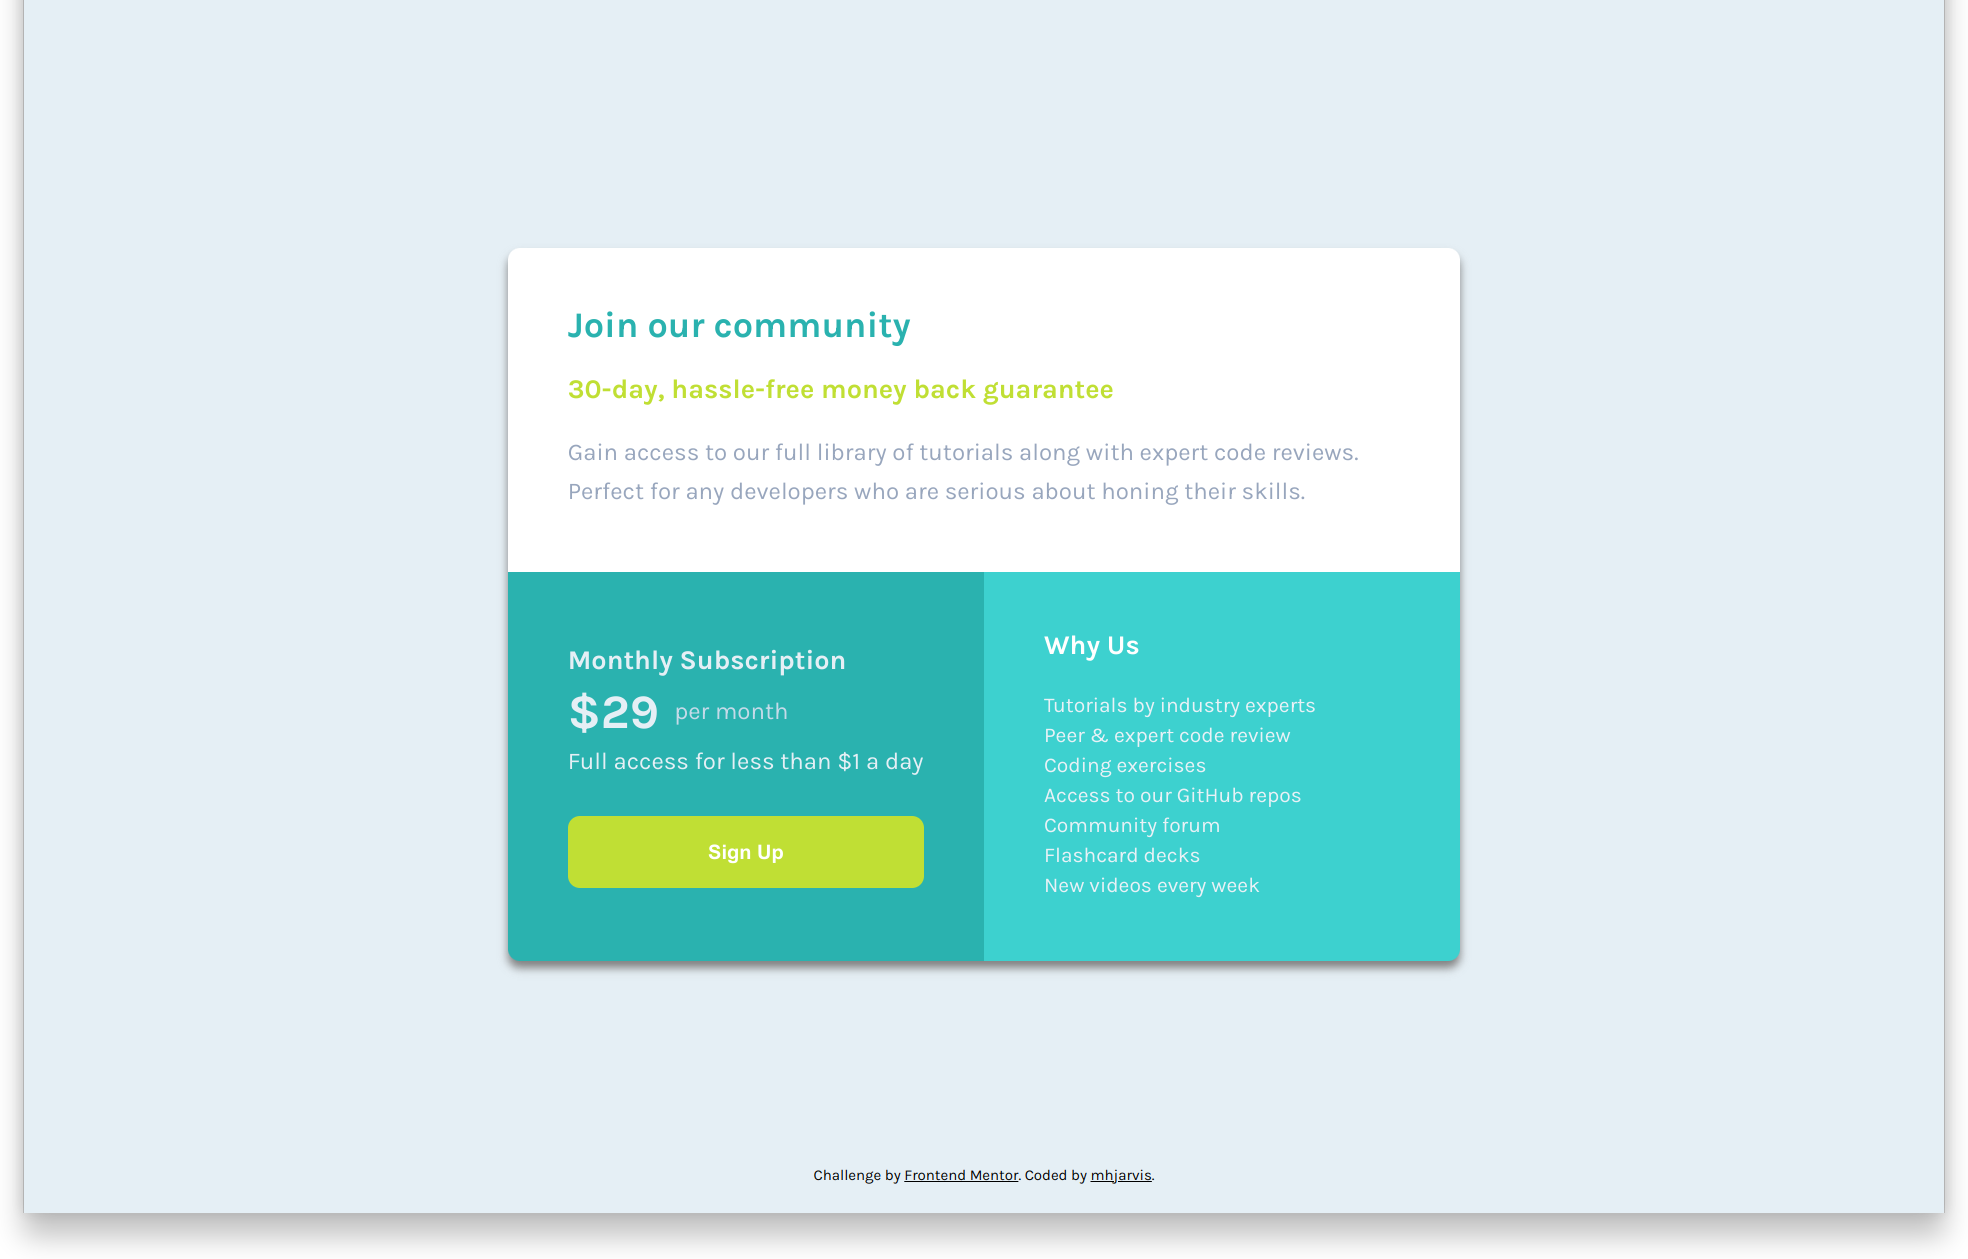 Join our community
30-day, hassle-free money back guarantee
Gain access to our full library of tutorials along with expert code reviews.
Perfect for any developers who are serious about honing their skills.
Monthly Subscription
$29 per month
Full access for less than $1 a day
Sign Up
Why Us
Tutorials by industry experts
Peer & expert code review
Coding exercises
Access to our GitHub repos
Community forum
Flashcard decks
New videos every week
Challenge by Frontend Mentor. Coded by mhjarvis.